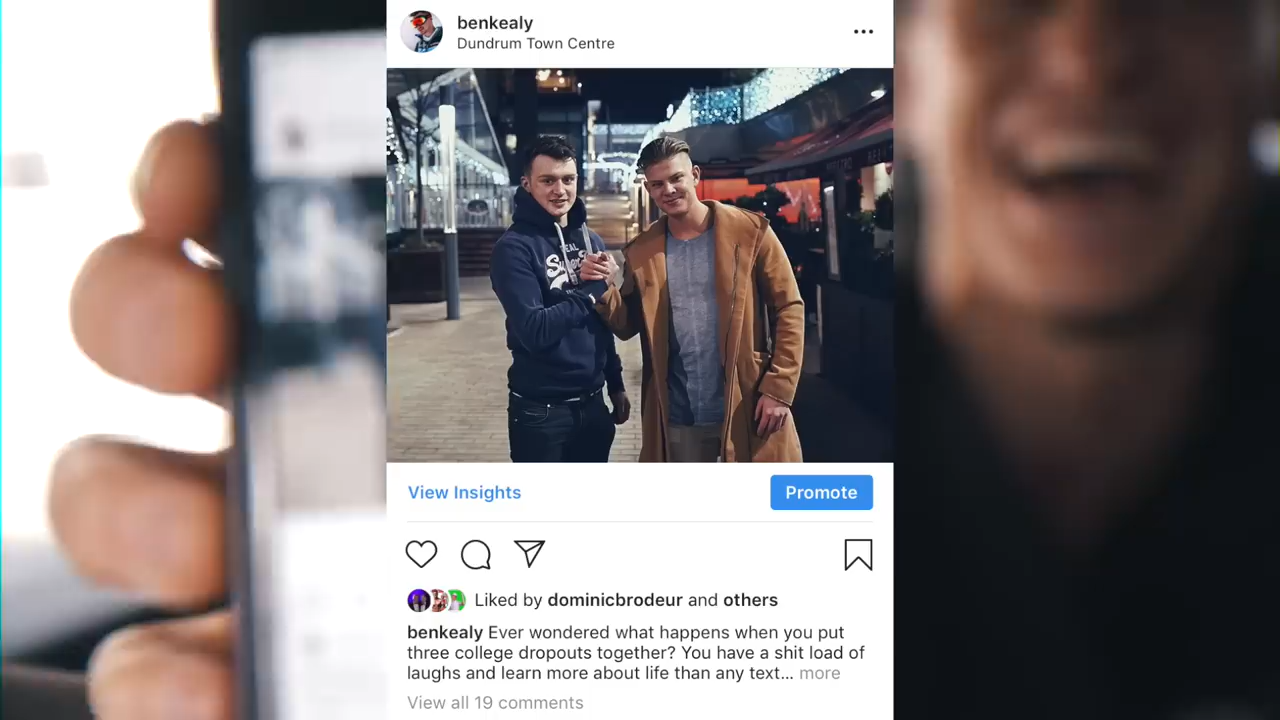 benkealy
Dundrum Town Centre
REAL
View Insights
Promote
Liked by dominicbrodeur and others
benkealy Ever wondered what happens when you put
three college dropouts together? You have a shit load of
laughs and learn more about life than any text... more
View all 19 comments